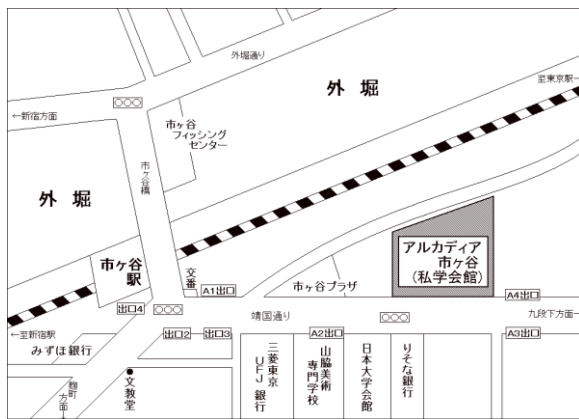 外堀通り
至東京駅→
外 堀
←新宿方面
市ヶ谷
フィッシング
センター
市ヶ谷橋
外 堀
アルカディア
市ヶ谷
(私学会館)
市ヶ谷
駅
交番
A1出口
市ヶ谷プラザ
A4出口
出口4
靖国通り
九段下方面→
←至新宿駅
みずほ銀行
出口2
出口3
A2出口
A3出口
三菱東京
UFJ銀行
山脇美術
専門学校
日本大学会館
りそな銀行
麹町
方面
文教堂